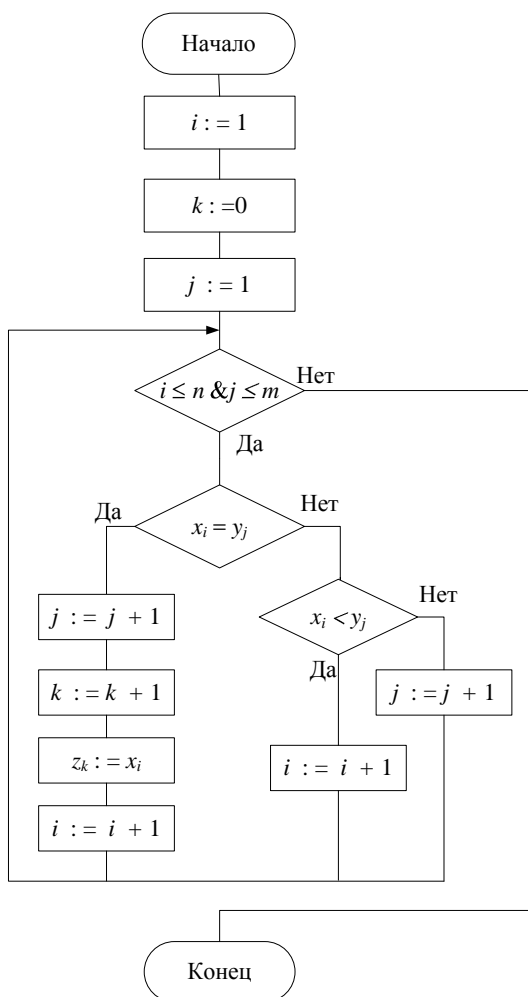 Начало
i : = 1
k : =0
j : = 1
i ≤ n & j ≤ m
Нет
Да
Да
xᵢ = yⱼ
Нет
j : = j + 1
xᵢ < yⱼ
Нет
Да
k : = k + 1
j : = j + 1
zₖ : = xᵢ
i : = i + 1
i : = i + 1
Конец